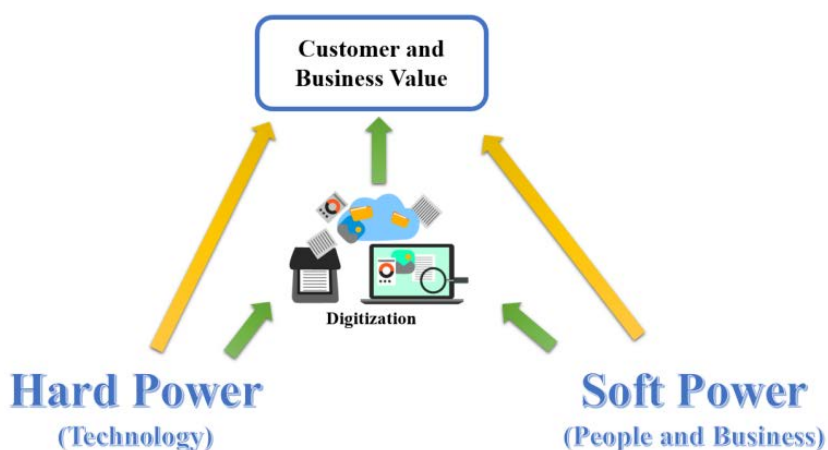 Customer and
Business Value
Digitization
Hard Power
(Technology)
Soft Power
(People and Business)